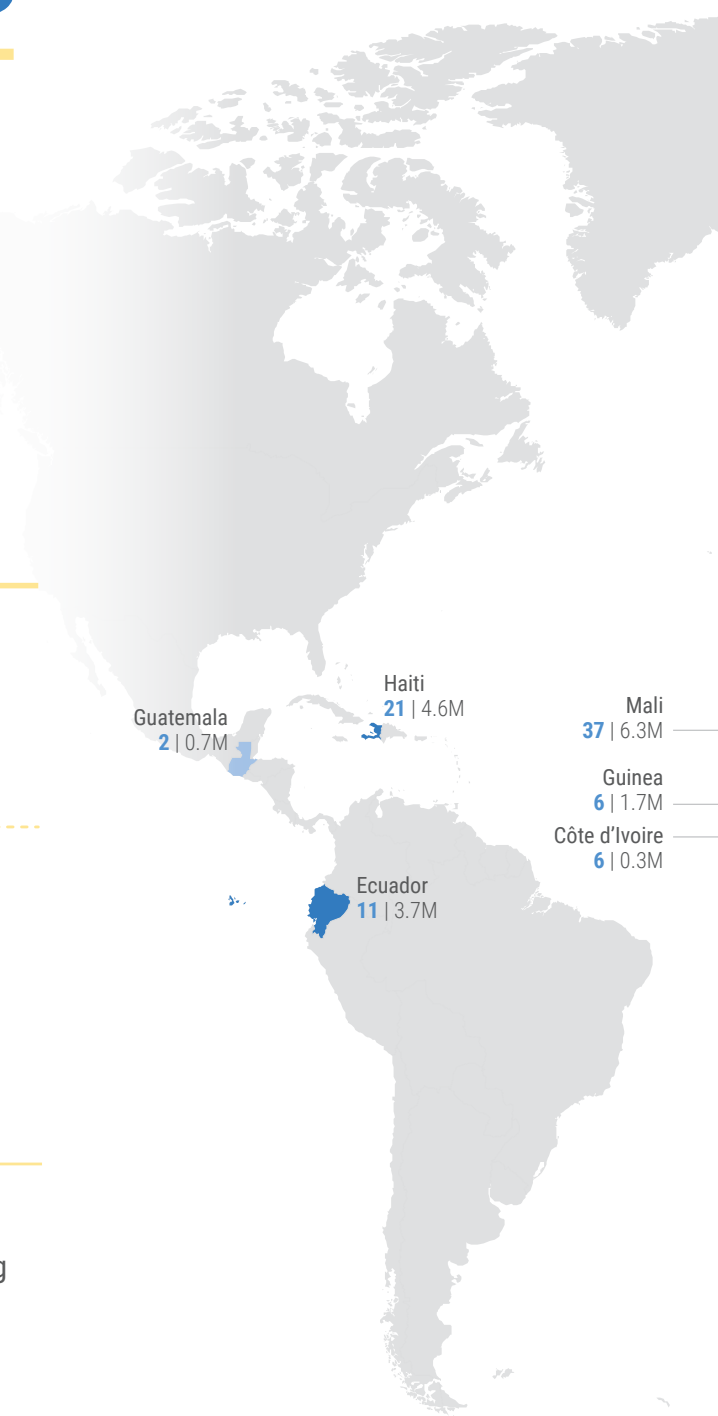 Haiti
21 | 4.6M
Guatemala
2 | 0.7M
Mali
37 | 6.3M
Guinea
6 | 1.7M
Côte d’Ivoire
6 | 0.3M
Ecuador
11 | 3.7M
g